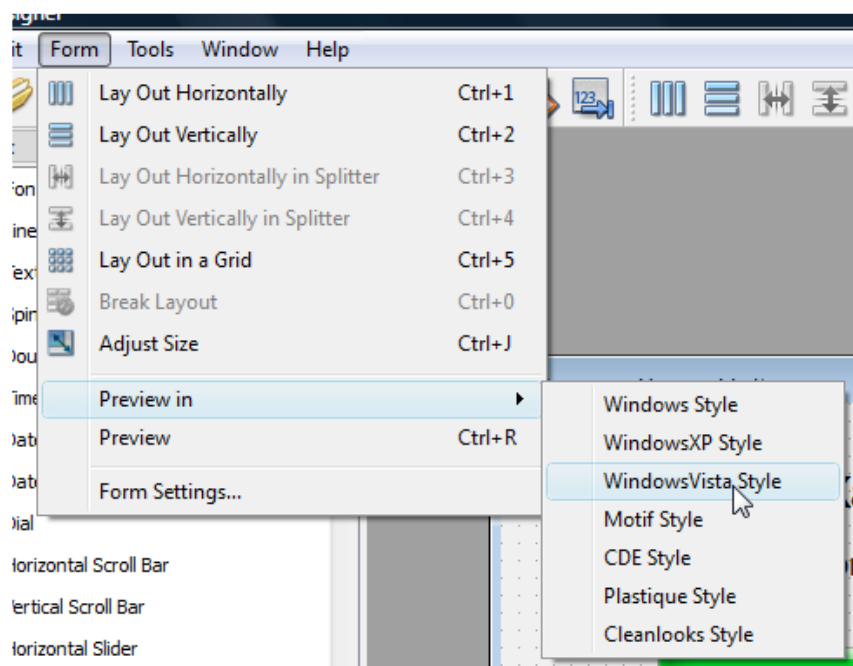 Form Tools Window Help
Lay Out Horizontally Ctrl+1
Lay Out Vertically Ctrl+2
Lay Out Horizontally in Splitter Ctrl+3
Lay Out Vertically in Splitter Ctrl+4
Lay Out in a Grid Ctrl+5
Break Layout Ctrl+0
Adjust Size Ctrl+J
Preview in
Preview Ctrl+R
Form Settings...
Windows Style
WindowsXP Style
WindowsVista Style
Motif Style
CDE Style
Plastique Style
Cleanlooks Style
123
Dial
Horizontal Scroll Bar
Vertical Scroll Bar
Horizontal Slider